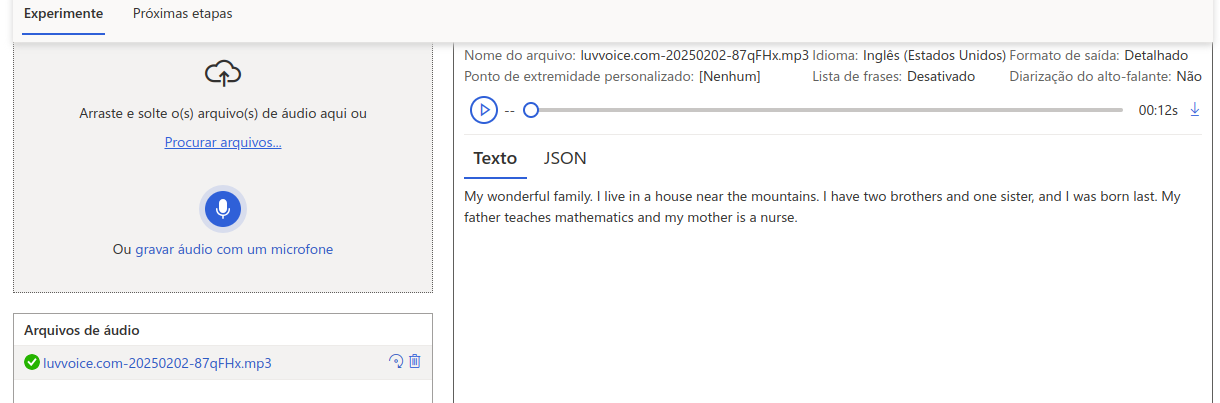 Experimente Próximas etapas
Arraste e solte o(s) arquivo(s) de áudio aqui ou
Procurar arquivos...
Ou gravar áudio com um microfone
Arquivos de áudio
luvvoice.com-20250202-87qFHx.mp3
Nome do arquivo: luvvoice.com-20250202-87qFHx.mp3 Idioma: Inglês (Estados Unidos) Formato de saída: Detalhado
Ponto de extremidade personalizado: [Nenhum] Lista de frases: Desativado Diarização do alto-falante: Não
-- 00:12s
Texto JSON
My wonderful family. I live in a house near the mountains. I have two brothers and one sister, and I was born last. My
father teaches mathematics and my mother is a nurse.